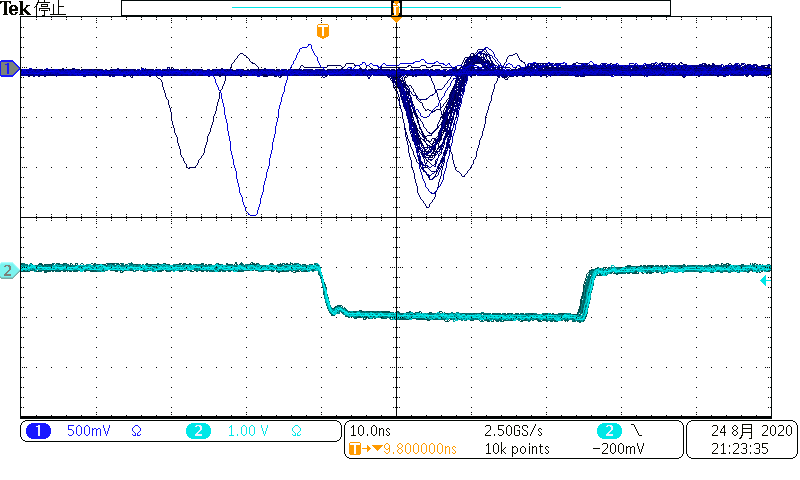 Tek 停止
T
1
2
1 500mV Ω 2 1.00 V Ω
10.0ns 2.50GS/s 2
T→▼9.800000ns 10k points −200mV
24 8月 2020
21:23:35